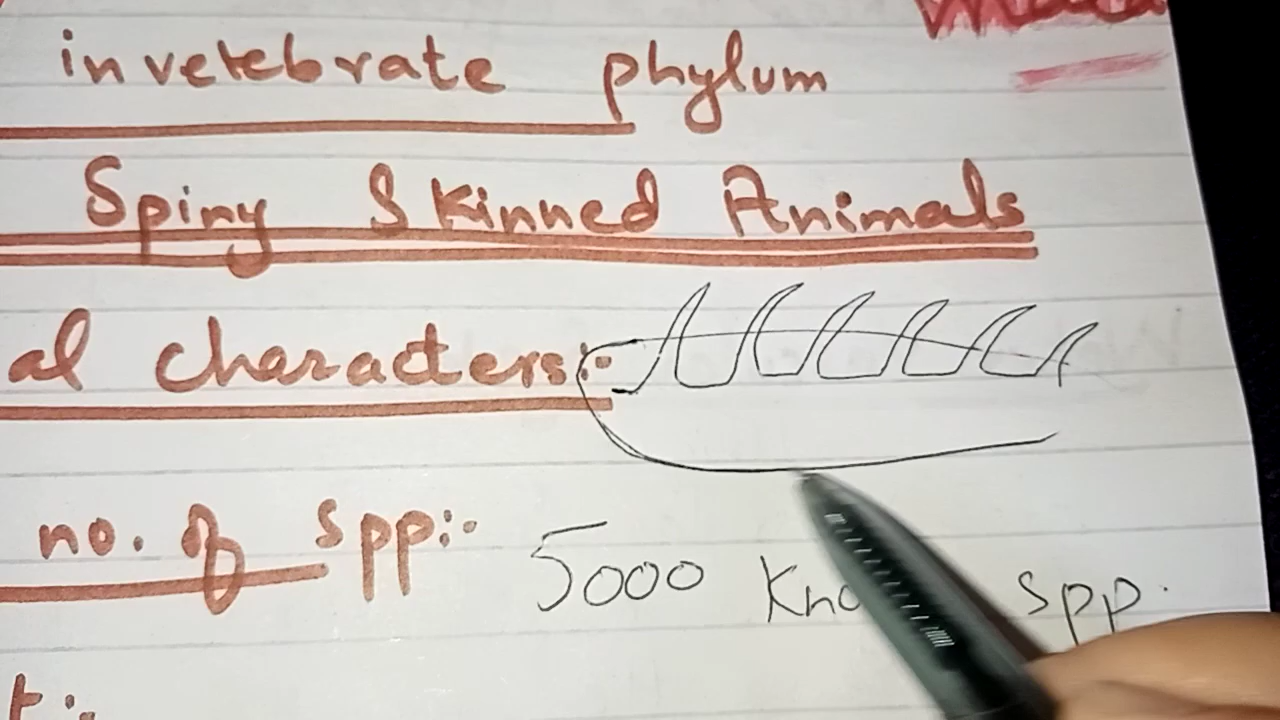 invetebrate phylum
Spiny Skinned Animals
al characters:-
no. of spp:- 5000 spp.
t:-